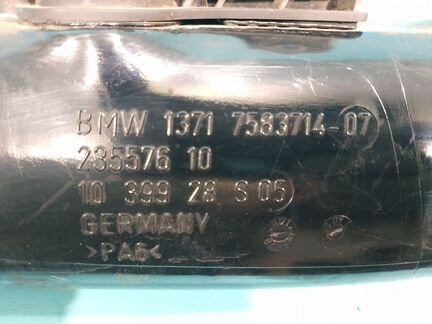 BMW 1371 7583714-07
235576 10
10 399 28 S 05
GERMANY
>PA6<